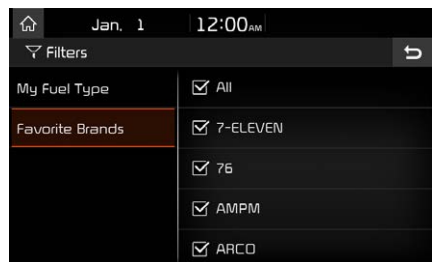 Jan. 1 12:00AM
Filters
My Fuel Type
Favorite Brands
All
7-ELEVEN
76
AMPM
ARCO